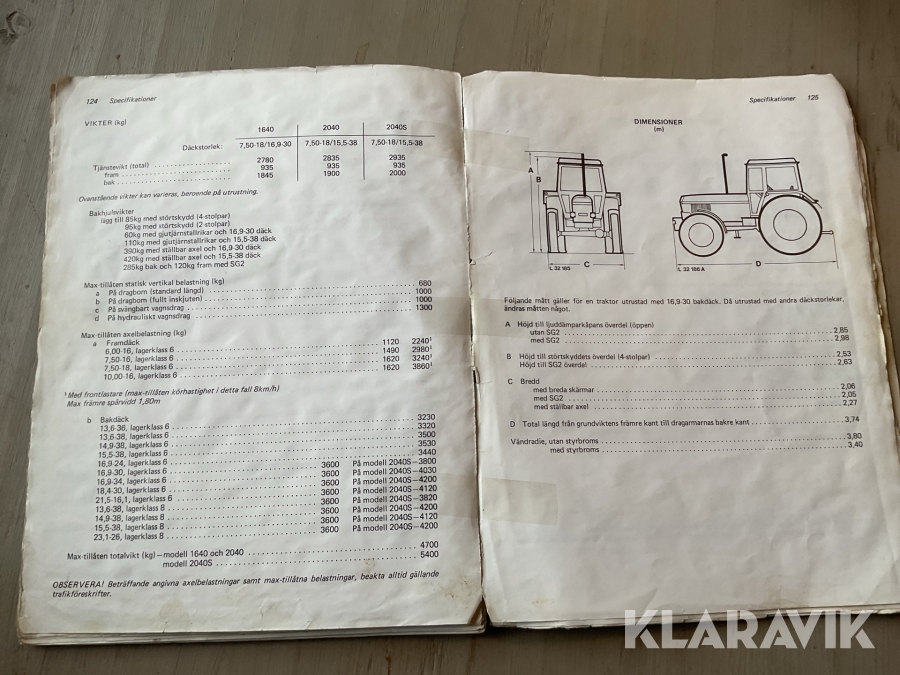 124 Specifikationer
VIKTER (kg)
1640 2040 2040S
Däckstorlek: 7,50-18/16,9-30 7,50-18/15,5-38 7,50-18/15,5-38
Tjänstevikt (total) 2780 2835 2935
fram 935 935 935
bak 1845 1900 2000
Ovanstående vikter kan varieras, beroende på utrustning.
Bakhjulsvikter
lägg till 85kg med störtskydd (4-stolpar)
95kg med störtskydd (2-stolpar)
60kg med gjutjärnstallrikar och 16,9-30 däck
110kg med gjutjärnstallrikar och 15,5-38 däck
390kg med ställbar axel och 16,9-30 däck
420kg med ställbar axel och 15,5-38 däck
285kg bak och 120kg fram med SG2
Max-tillåten statisk vertikal belastning (kg)
a På dragbom (standard längd) 680
b På dragbom (fullt inskjuten) 1000
c På svängbart vagnsdrag 1000
d På hydrauliskt vagnsdrag 1300
Max-tillåten axelbelastning (kg)
a Framdäck
6,00-16, lagerklass 6 1120 2240¹
7,50-16, lagerklass 6 1490 2980¹
7,50-18, lagerklass 6 1620 3240¹
10,00-16, lagerklass 6 1620 3860¹
¹Med frontlastare (max-tillåten körhastighet i detta fall 8km/h)
Max främre spårvidd 1,80m
b Bakdäck
13,6-36, lagerklass 6 3230
13,6-38, lagerklass 6 3320
14,9-38, lagerklass 6 3500
15,5-38, lagerklass 6 3530
16,9-24, lagerklass 6 3440
16,9-30, lagerklass 6 3600 På modell 2040S—3800
16,9-34, lagerklass 6 3600 På modell 2040S—4030
18,4-30, lagerklass 6 3600 På modell 2040S—4200
21,5-16,1, lagerklass 6 3600 På modell 2040S—4120
13,6-38, lagerklass 8 3600 På modell 2040S—3820
14,9-38, lagerklass 8 3600 På modell 2040S—4200
15,5-38, lagerklass 8 3600 På modell 2040S—4120
23,1-26, lagerklass 8 3600 På modell 2040S—4200
Max-tillåten totalvikt (kg) —modell 1640 och 2040 4700
modell 2040S 5400
OBSERVERA! Beträffande angivna axelbelastningar samt max-tillåtna belastningar, beakta alltid gällande
trafikföreskrifter.
Specifikationer 125
DIMENSIONER
(m)
A
B
C
D
L 32 185
L 32 186 A
Följande mått gäller för en traktor utrustad med 16,9-30 bakdäck. Då utrustad med andra däckstorlekar,
ändras måtten något.
A Höjd till ljuddämparkåpans överdel (öppen)
utan SG2 2,85
med SG2 2,98
B Höjd till störtskyddets överdel (4-stolpar) 2,53
Höjd till SG2 överdel 2,63
C Bredd
med breda skärmar 2,06
med SG2 2,05
med ställbar axel 2,27
D Total längd från grundviktens främre kant till dragarmarnas bakre kant 3,74
Vändradie, utan styrbroms 3,80
med styrbroms 3,40
KLARAVIK